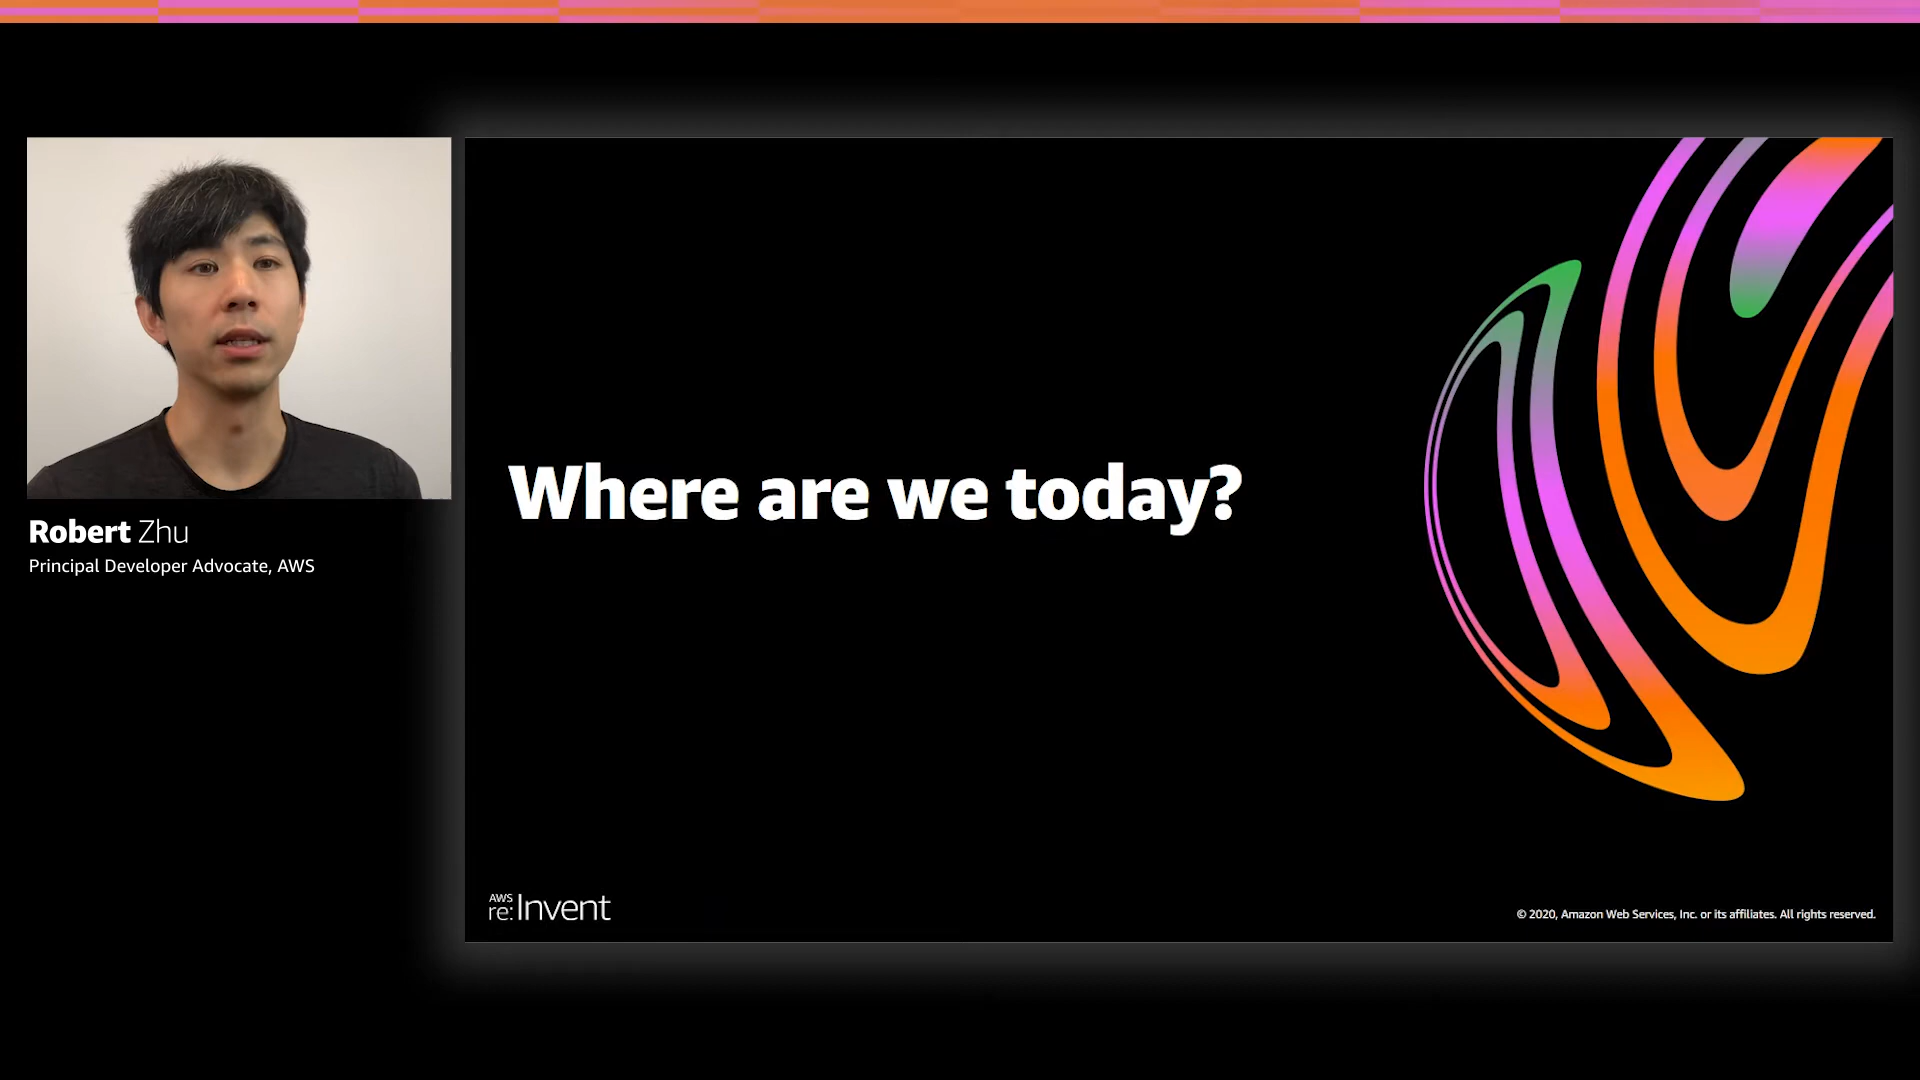 Robert Zhu
Principal Developer Advocate, AWS
Where are we today?
AWS
re:Invent
© 2020, Amazon Web Services, Inc. or its affiliates. All rights reserved.